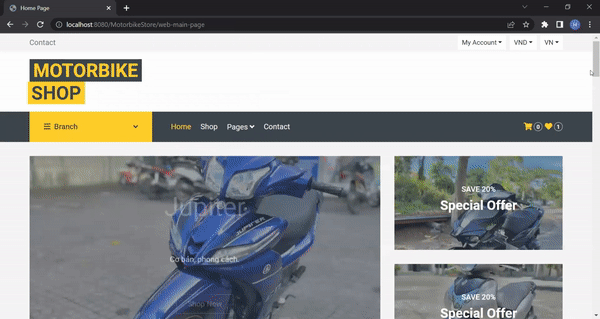 Home Page
localhost:8080/MotorbikeStore/web-main-page
Contact
My Account
VND
VN
MOTORBIKE
SHOP
Branch
Home
Shop
Pages
Contact
0
1
Jupiter
Cơ bản, phong cách.
Shop Now
SAVE 20%
Special Offer
SAVE 20%
Special Offer